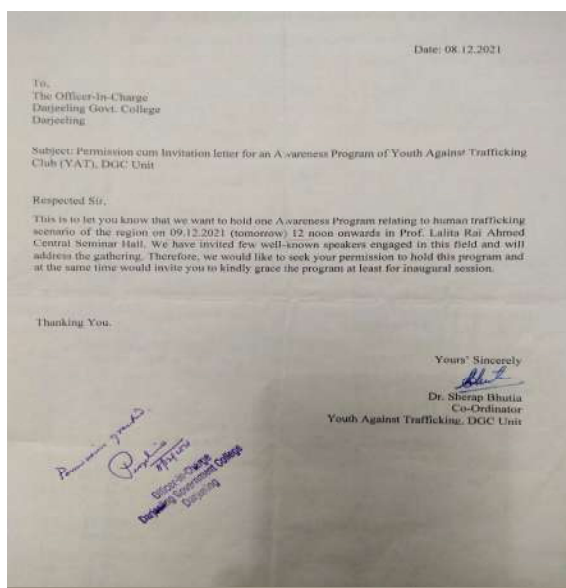 Date: 08.12.2021
To,
The Officer-In-Charge
Darjeeling Govt. College
Darjeeling
Subject: Permission cum Invitation letter for an Awareness Program of Youth Against Trafficking
Club (YAT), DGC Unit
Respected Sir,
This is to let you know that we want to hold one Awareness Program relating to human trafficking
scenario of the region on 09.12.2021 (tomorrow) 12 noon onwards in Prof. Lalita Rai Ahmed
Central Seminar Hall. We have invited few well-known speakers engaged in this field and will
address the gathering. Therefore, we would like to seek your permission to hold this program and
at the same time would invite you to kindly grace the program at least for inaugural session.
Thanking You.
Yours' Sincerely
Dr. Sherap Bhutia
Co-Ordinator
Youth Against Trafficking, DGC Unit
Permission granted.
Officer-in-Charge
Darjeeling Government College
Darjeeling